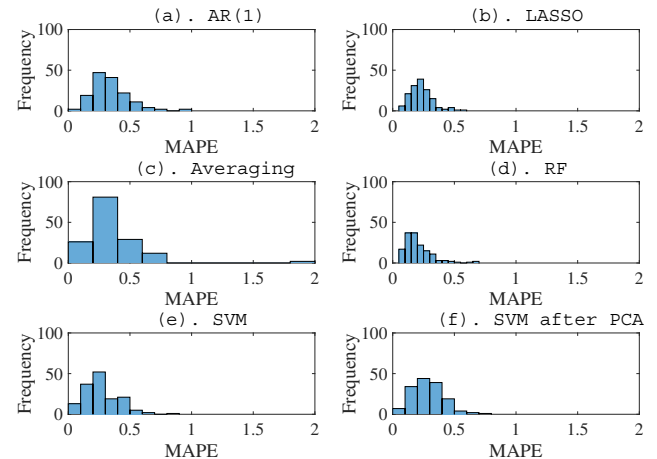 (a). AR(1)
100
50
0
Frequency
0 0.5 1 1.5 2
MAPE
(b). LASSO
100
50
0
Frequency
0 0.5 1 1.5 2
MAPE
(c). Averaging
100
50
0
Frequency
0 0.5 1 1.5 2
MAPE
(d). RF
100
50
0
Frequency
0 0.5 1 1.5 2
MAPE
(e). SVM
100
50
0
Frequency
0 0.5 1 1.5 2
MAPE
(f). SVM after PCA
100
50
0
Frequency
0 0.5 1 1.5 2
MAPE